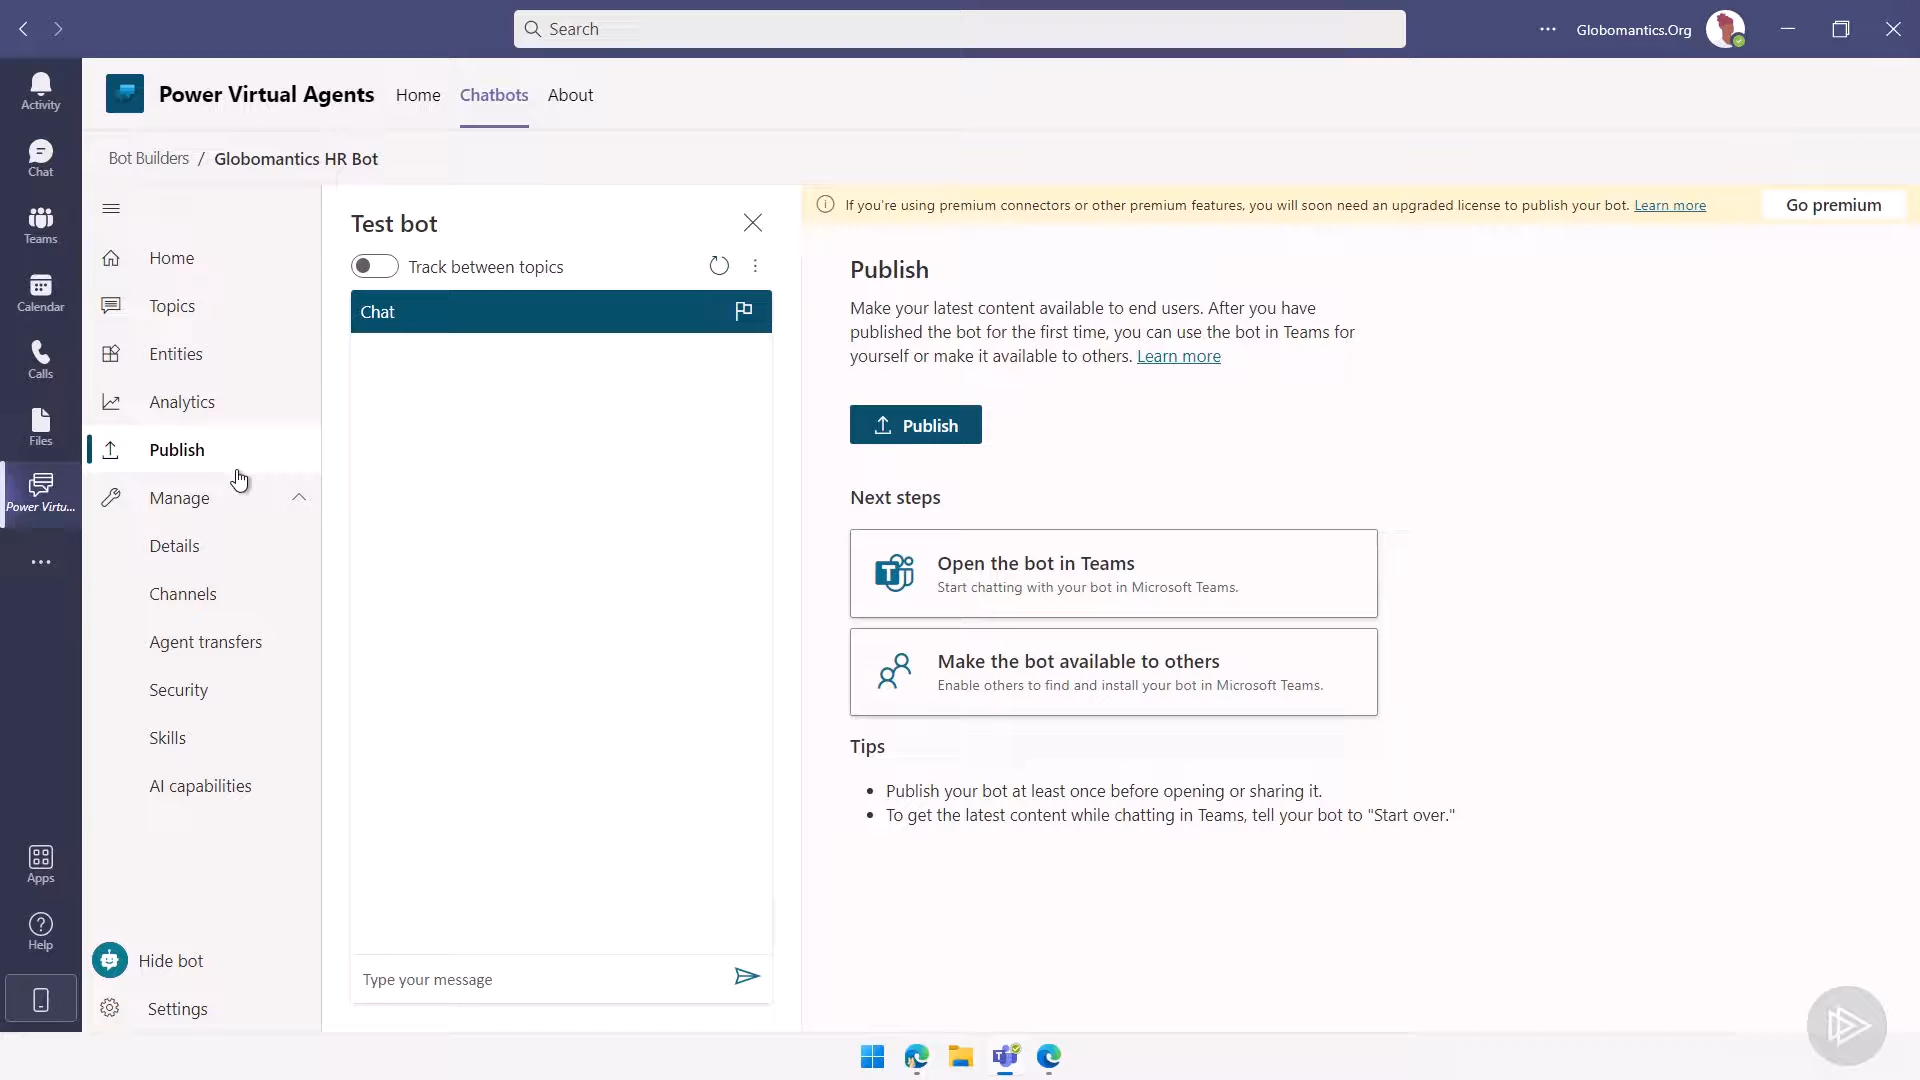 Search
Globomantics.Org
Activity
Chat
Teams
Calendar
Calls
Files
Power Virtu...
Apps
Help
Power Virtual Agents
Home
Chatbots
About
Bot Builders / Globomantics HR Bot
Home
Topics
Entities
Analytics
Publish
Manage
Details
Channels
Agent transfers
Security
Skills
AI capabilities
Hide bot
Settings
Test bot
Track between topics
Chat
Type your message
If you're using premium connectors or other premium features, you will soon need an upgraded license to publish your bot. Learn more
Go premium
Publish
Make your latest content available to end users. After you have
published the bot for the first time, you can use the bot in Teams for
yourself or make it available to others. Learn more
Publish
Next steps
Open the bot in Teams
Start chatting with your bot in Microsoft Teams.
Make the bot available to others
Enable others to find and install your bot in Microsoft Teams.
Tips
• Publish your bot at least once before opening or sharing it.
• To get the latest content while chatting in Teams, tell your bot to "Start over."